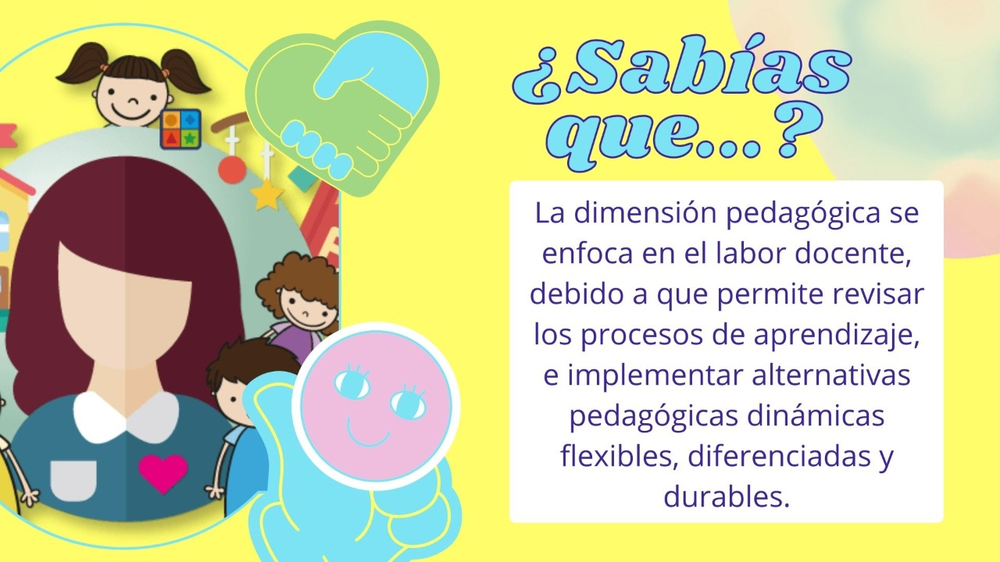 ¿Sabías
que...?
La dimensión pedagógica se
enfoca en el labor docente,
debido a que permite revisar
los procesos de aprendizaje,
e implementar alternativas
pedagógicas dinámicas
flexibles, diferenciadas y
durables.